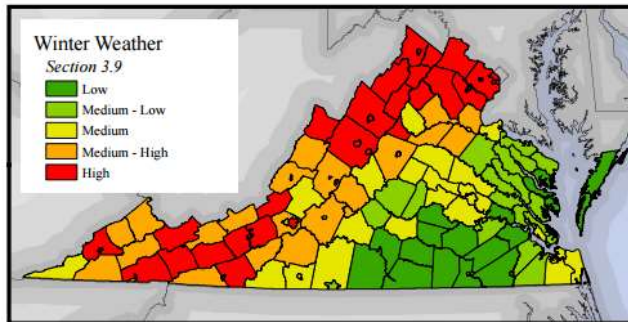 Winter Weather
Section 3.9
Low
Medium - Low
Medium
Medium - High
High